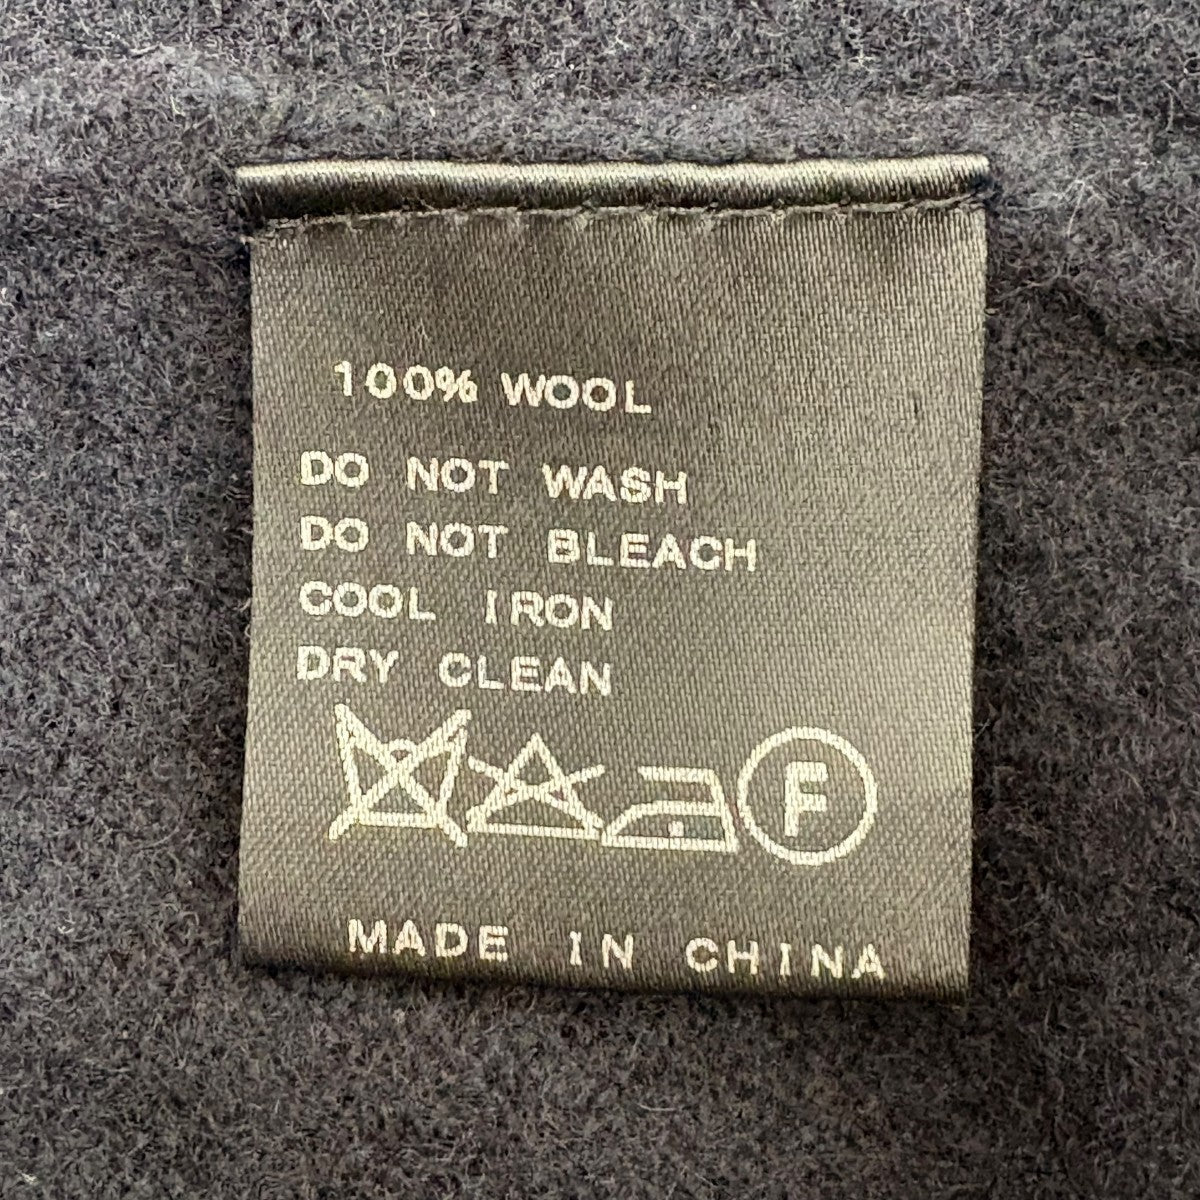 100% WOOL
DO NOT WASH
DO NOT BLEACH
COOL IRON
DRY CLEAN
F
MADE IN CHINA